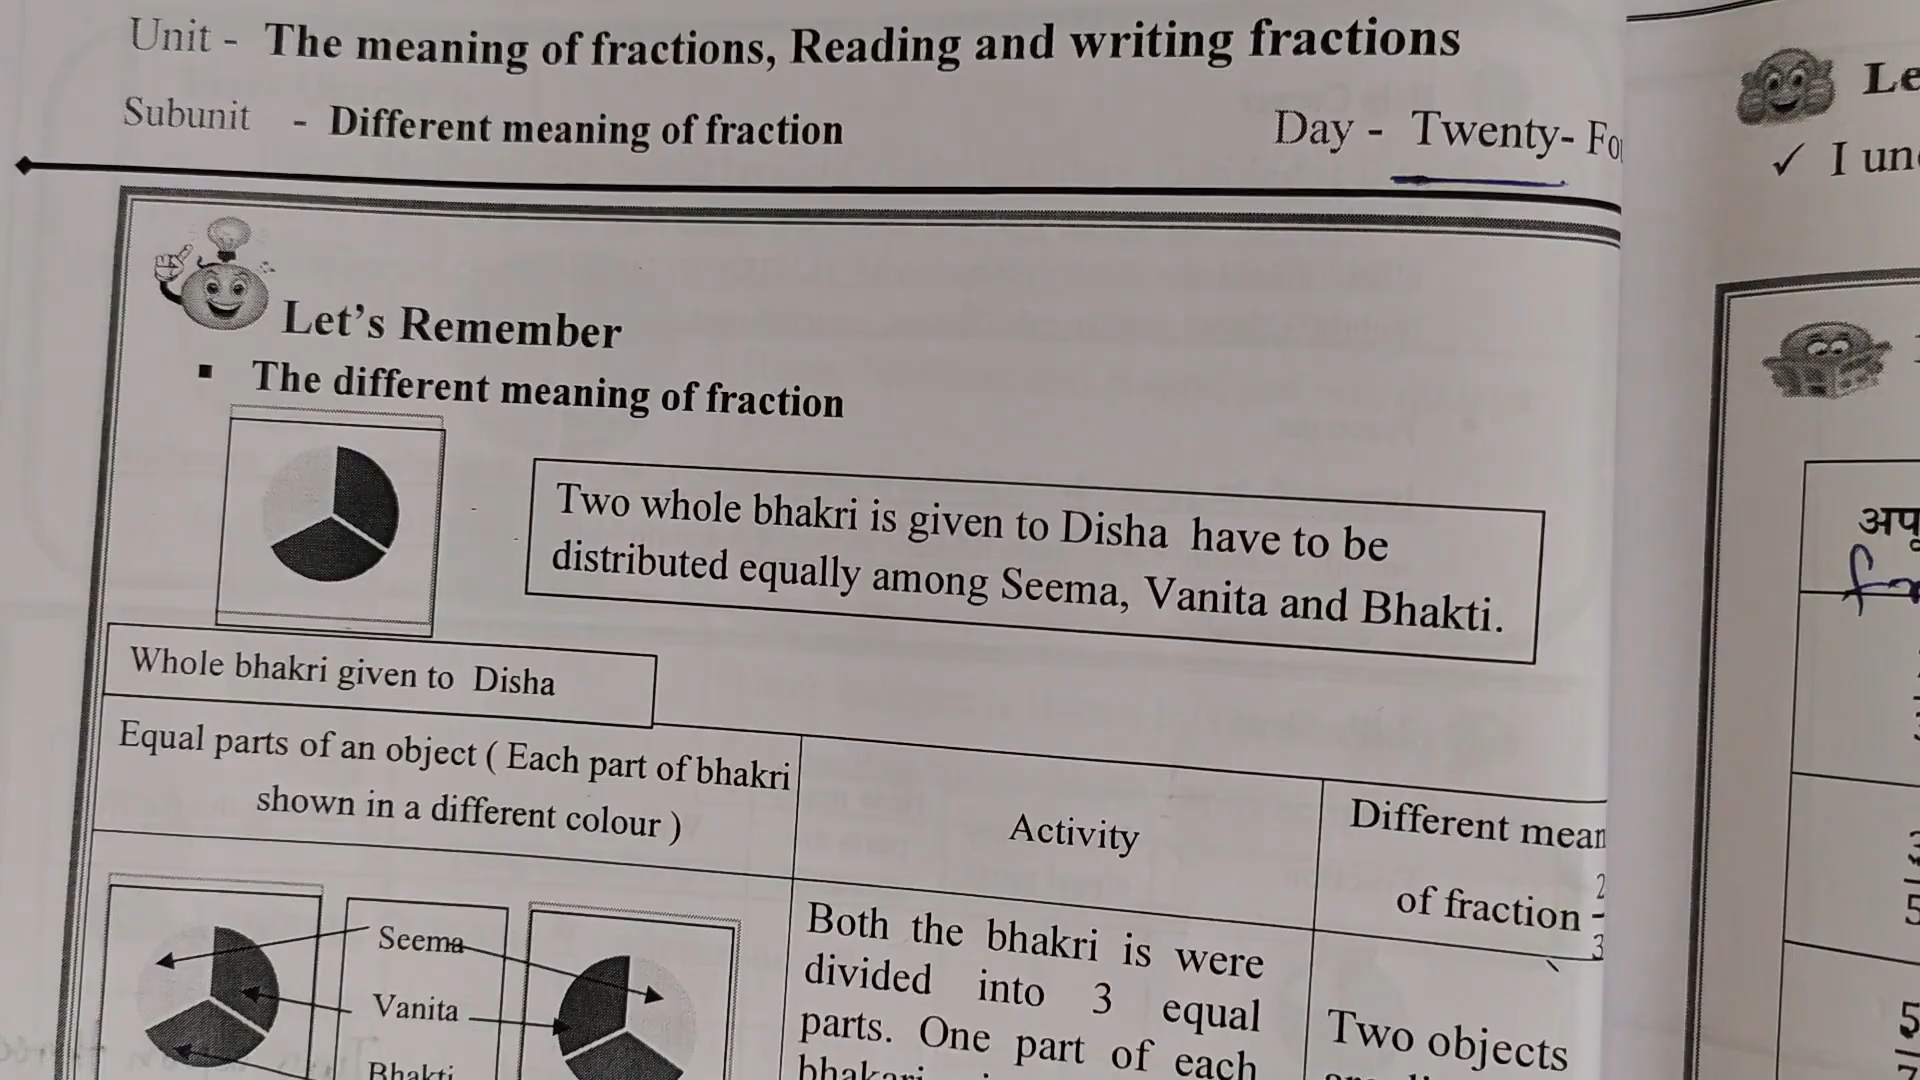 Unit - The meaning of fractions, Reading and writing fractions
Subunit - Different meaning of fraction
Day - Twenty-
Let's Remember
▪ The different meaning of fraction
Two whole bhakri is given to Disha have to be
distributed equally among Seema, Vanita and Bhakti.
Whole bhakri given to Disha
Equal parts of an object ( Each part of bhakri
shown in a different colour )
Activity
Different
of fraction 2/3
Seema
Vanita
Bhakti
Both the bhakri is were
divided into 3 equal
parts. One part of each
Two objects
✓ I